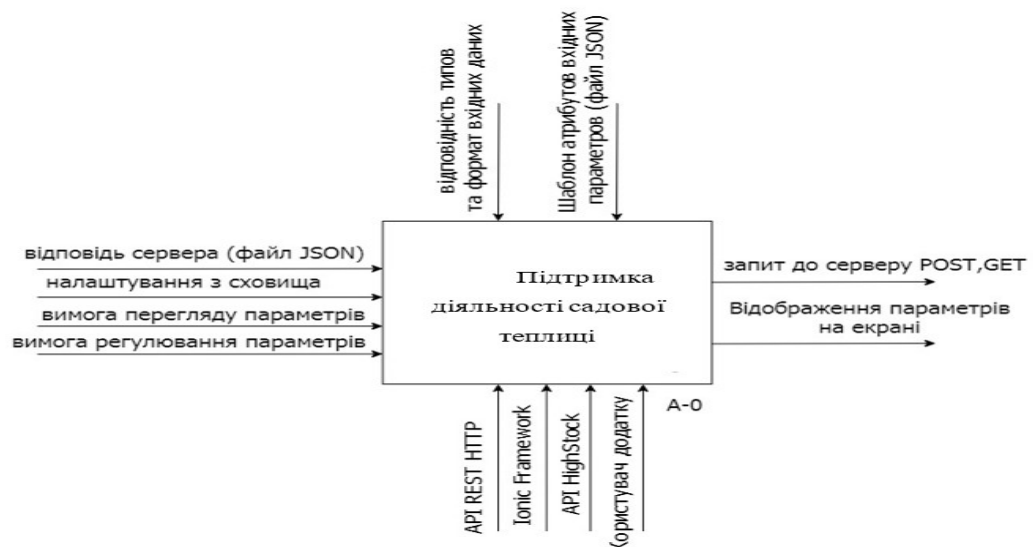 відповідність типов
та формат вхідних даних
Шаблон атрибутов вхідних
параметров (файл JSON)
відповідь сервера (файл JSON)
налаштування з сховища
вимога перегляду параметрів
вимога регулювання параметрів
Підтримка
діяльності садової
теплиці
запит до серверу POST,GET
Відображення параметрів
на екрані
А-0
API REST HTTP
Ionic Framework
API HighStock
Користувач додатку